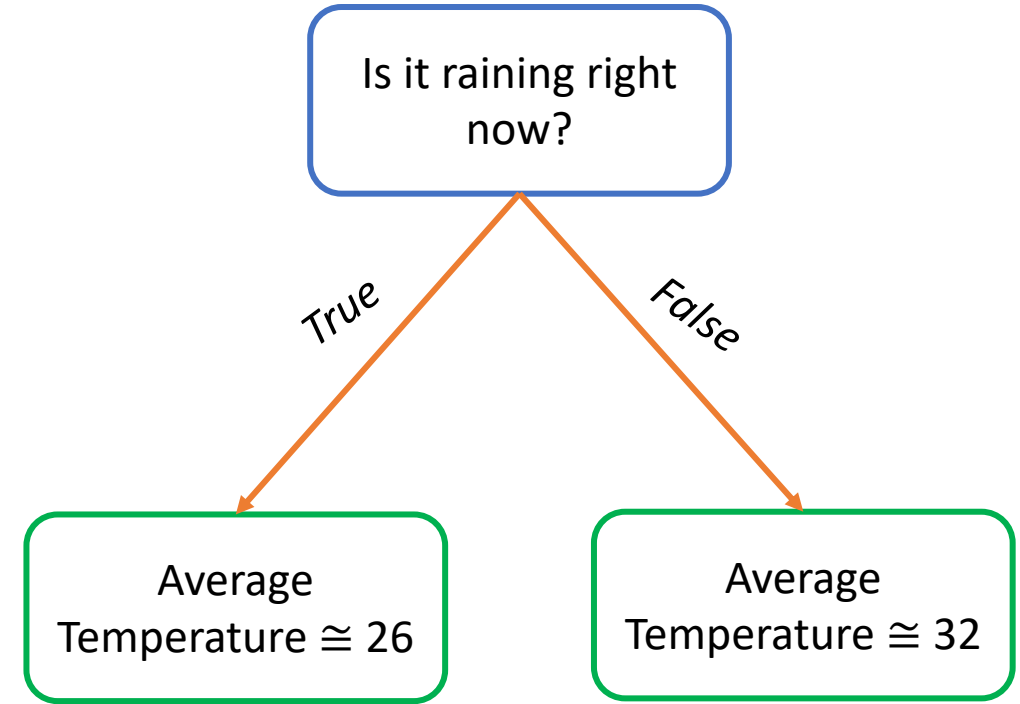 Is it raining right
now?
True
False
Average
Temperature ≅ 26
Average
Temperature ≅ 32